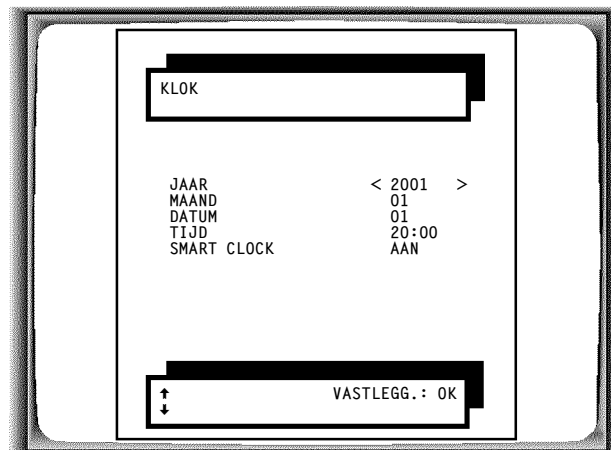 KLOK
JAAR < 2001 >
MAAND 01
DATUM 01
TIJD 20:00
SMART CLOCK AAN
↑ VASTLEGG.: OK
↓